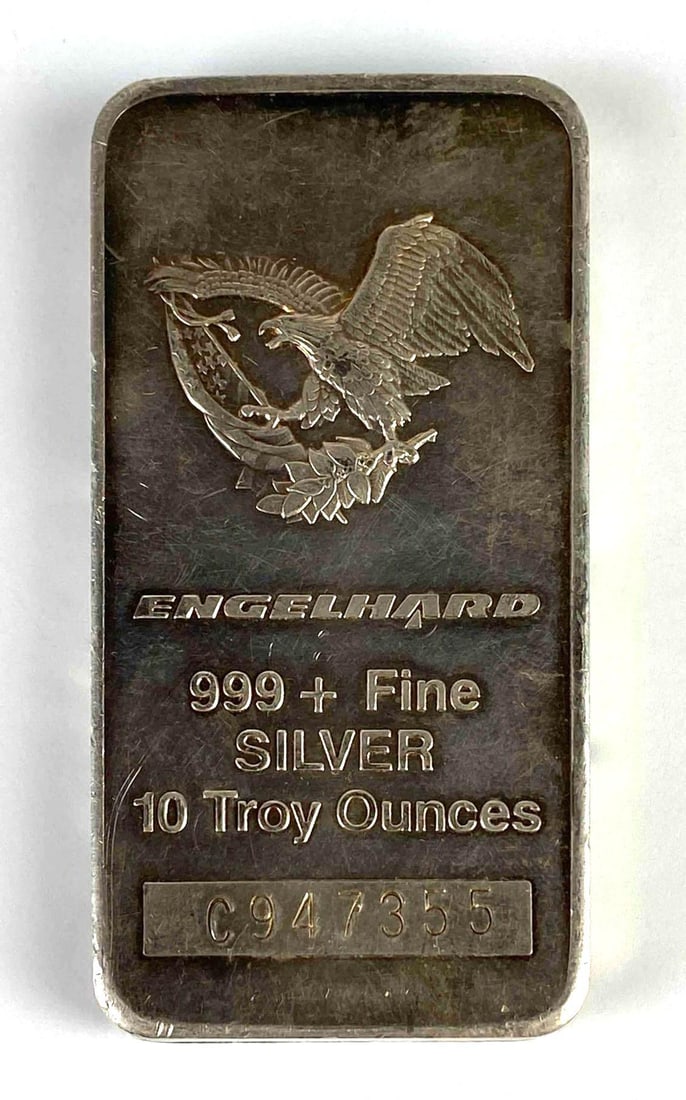 ENGELHARD
999 + Fine
SILVER
10 Troy Ounces
C947355